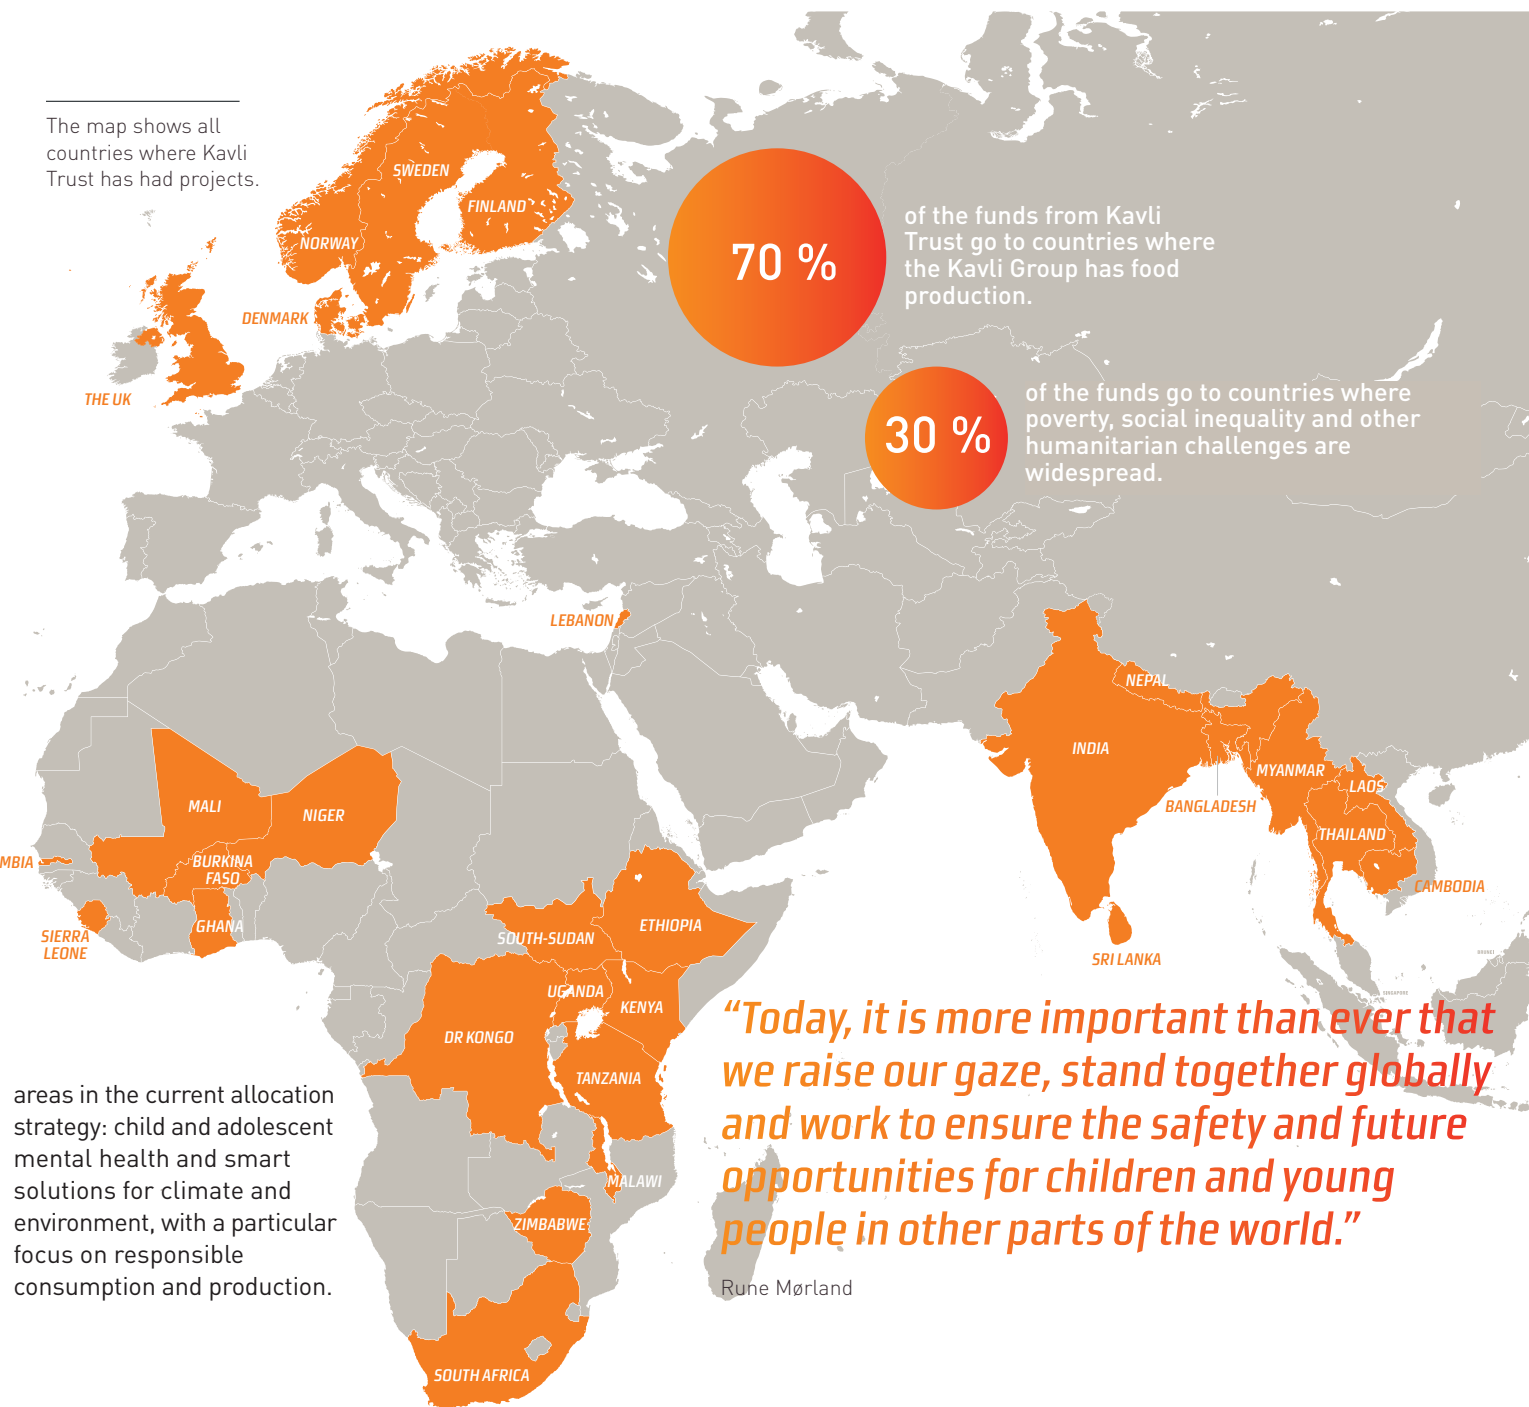 The map shows all
countries where Kavli
Trust has had projects.
SWEDEN
FINLAND
NORWAY
DENMARK
THE UK
70 %
of the funds from Kavli
Trust go to countries where
the Kavli Group has food
production.
30 %
of the funds go to countries where
poverty, social inequality and other
humanitarian challenges are
widespread.
LEBANON
NEPAL
INDIA
MYANMAR
LAOS
BANGLADESH
THAILAND
CAMBODIA
SRI LANKA
BRUNEI
SINGAPORE
MALI
NIGER
MBIA
BURKINA
FASO
GHANA
SIERRA
LEONE
SOUTH-SUDAN
ETHIOPIA
UGANDA
KENYA
DR KONGO
TANZANIA
MALAWI
ZIMBABWE
SOUTH AFRICA
areas in the current allocation
strategy: child and adolescent
mental health and smart
solutions for climate and
environment, with a particular
focus on responsible
consumption and production.
“Today, it is more important than ever that
we raise our gaze, stand together globally
and work to ensure the safety and future
opportunities for children and young
people in other parts of the world.”
Rune Mørland